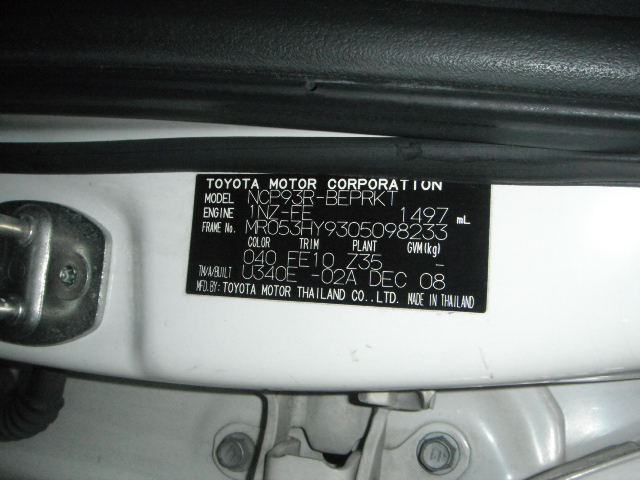 TOYOTA MOTOR CORPORATION
MODEL NCP93R-BEPRKT
ENGINE 1NZ-FE 1497 mL
FRAME No. MR053HY9305098233
COLOR TRIM PLANT GVM(kg)
040 FE10 Z35 -
T/M/A/BUILT U340E -02A DEC 08
MFD.BY: TOYOTA MOTOR THAILAND CO.,LTD. MADE IN THAILAND